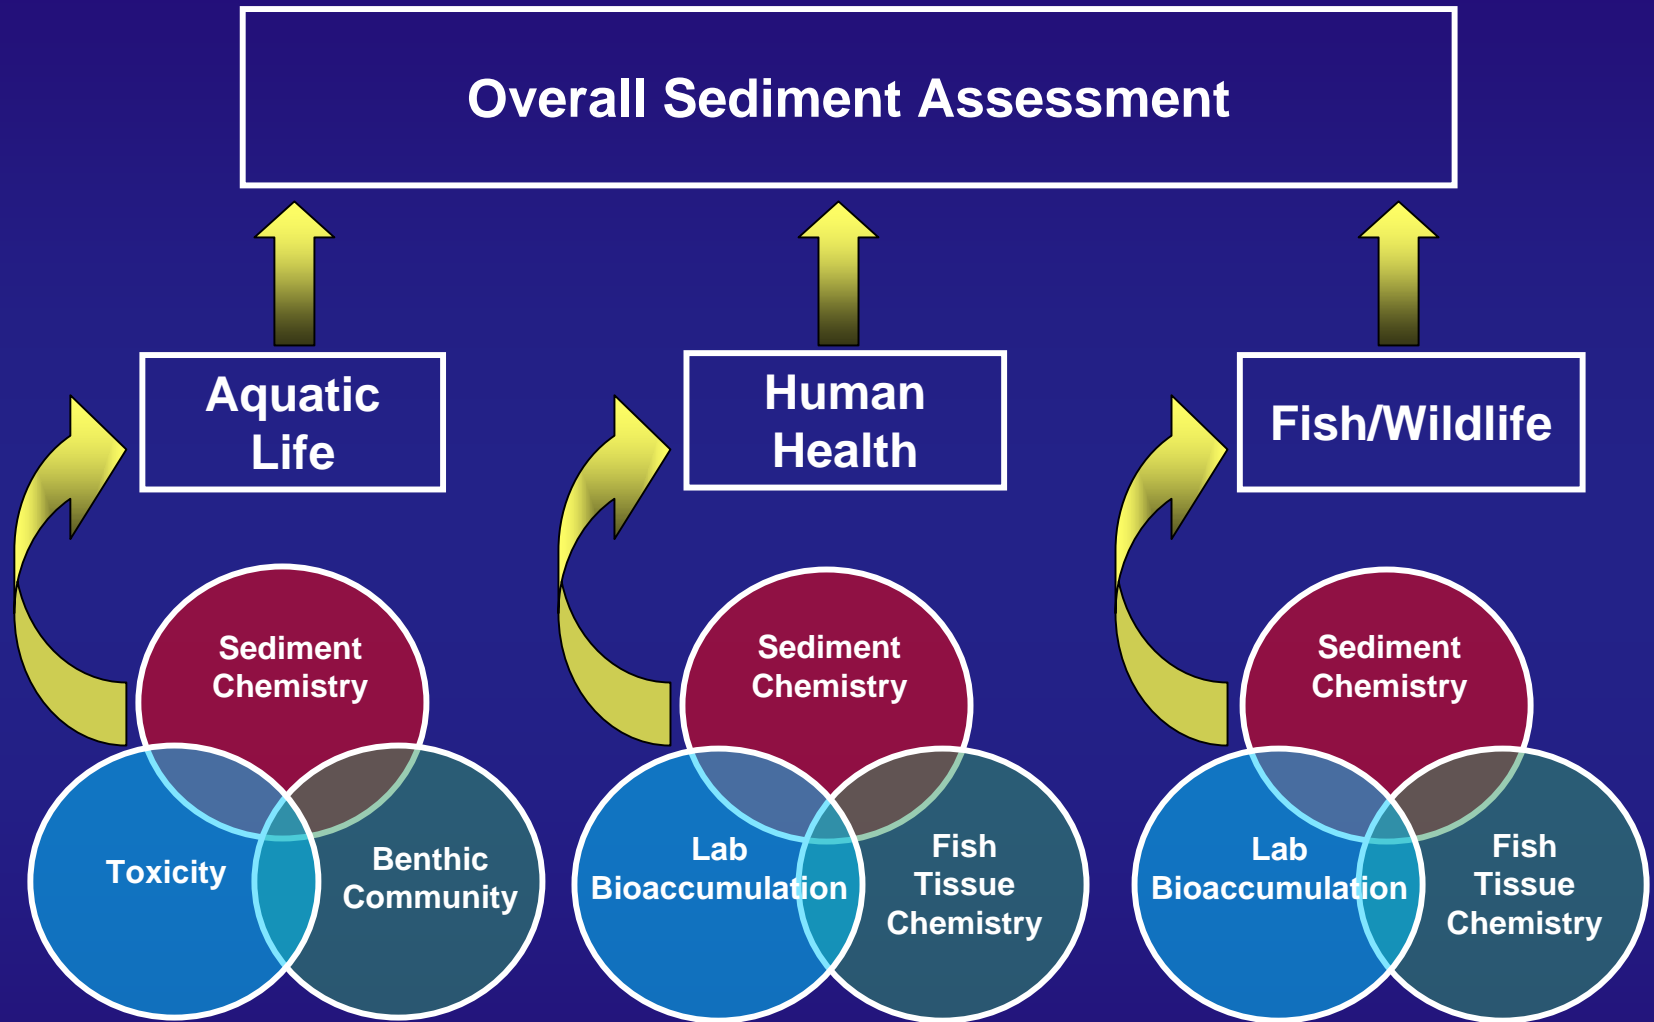 Overall Sediment Assessment
Aquatic
Life
Human
Health
Fish/Wildlife
Sediment
Chemistry
Toxicity
Benthic
Community
Sediment
Chemistry
Lab
Bioaccumulation
Fish
Tissue
Chemistry
Sediment
Chemistry
Lab
Bioaccumulation
Fish
Tissue
Chemistry